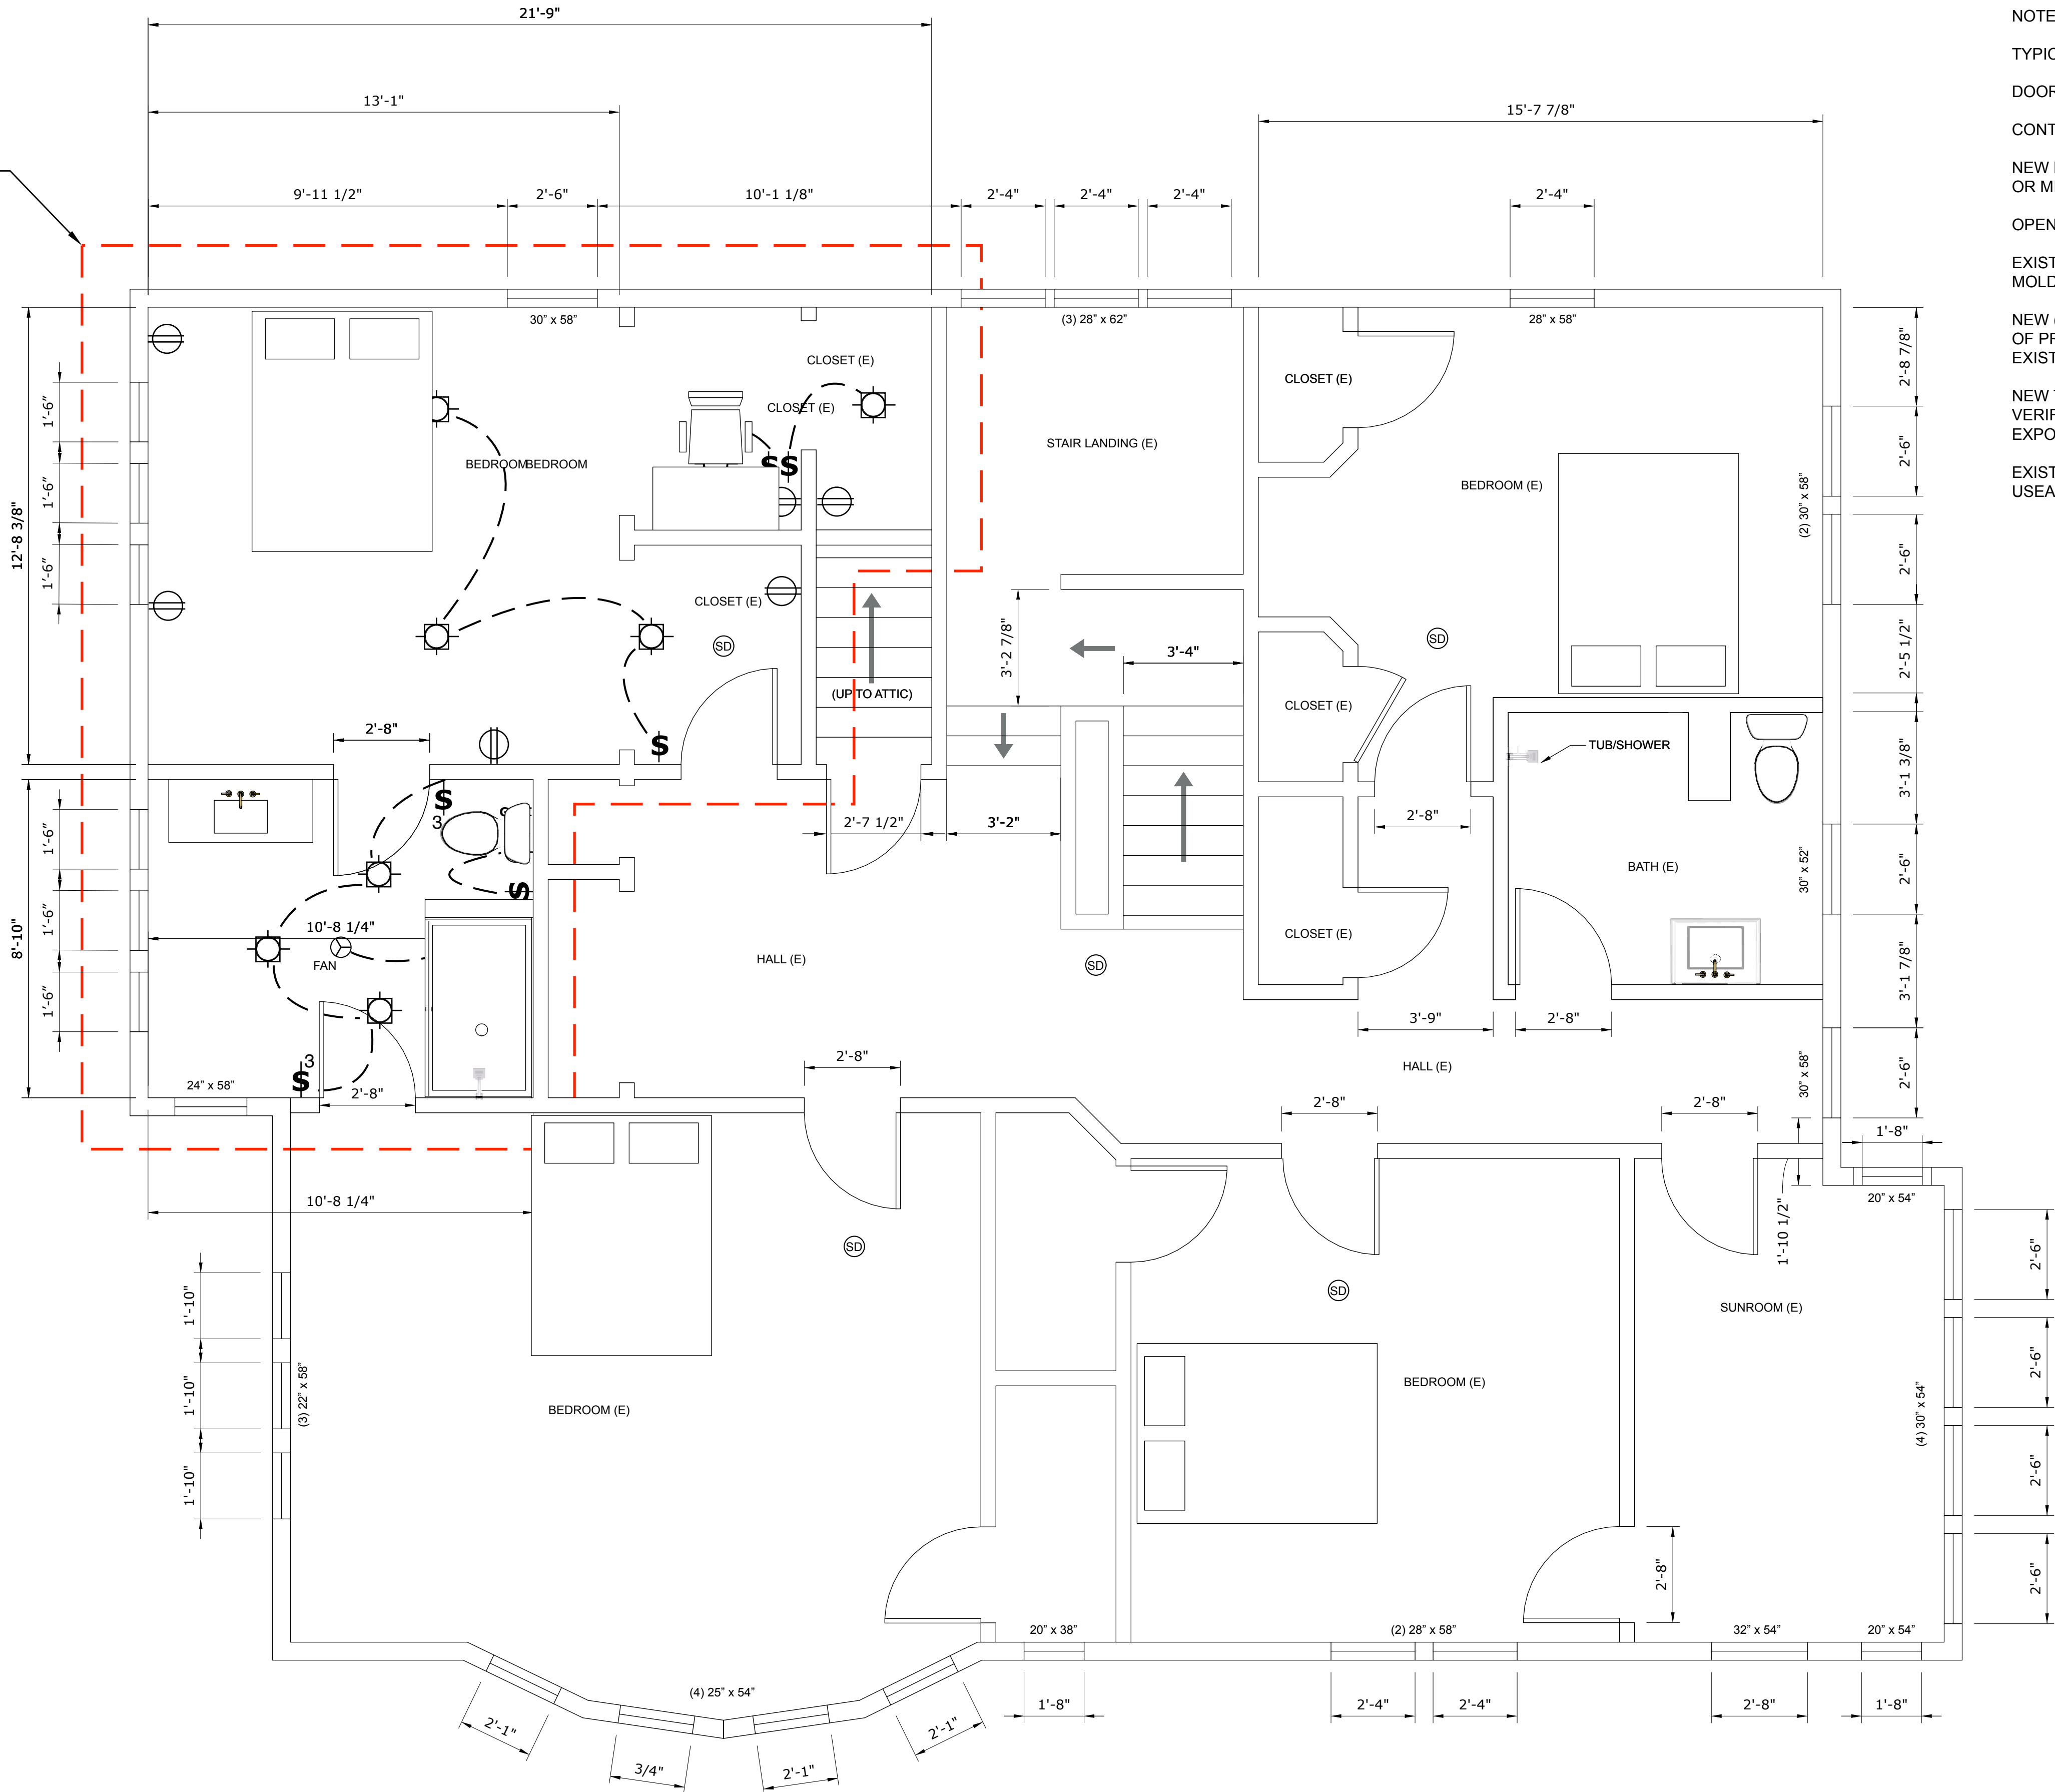 21'-9"
13'-1"
15'-7 7/8"
9'-11 1/2"
2'-6"
10'-1 1/8"
2'-4"
2'-4"
2'-4"
2'-4"
NOTE
TYPIC
DOOR
CONT
NEW
OR M
OPEN
EXIST
MOLD
NEW
OF PR
EXIST
NEW
VERIF
EXPO
EXIST
USEA
30" x 58"
(3) 28" x 62"
28" x 58"
CLOSET (E)
CLOSET (E)
CLOSET (E)
2'-8 7/8"
1'-6"
1'-6"
1'-6"
12'-8 3/8"
BEDROOM
BEDROOM
$$
STAIR LANDING (E)
BEDROOM (E)
(2) 30" x 58"
2'-6"
2'-6"
CLOSET (E)
SD
SD
3'-2 7/8"
3'-4"
2'-5 1/2"
(UP TO ATTIC)
CLOSET (E)
2'-8"
$
TUB/SHOWER
3'-1 3/8"
$
3
2'-7 1/2"
3'-2"
2'-8"
1'-6"
1'-6"
1'-6"
8'-10"
S
BATH (E)
30" x 52"
2'-6"
10'-8 1/4"
FAN
HALL (E)
SD
CLOSET (E)
3'-1 7/8"
3'-9"
2'-8"
3
$
2'-8"
24" x 58"
2'-8"
HALL (E)
30" x 58"
2'-6"
2'-8"
2'-8"
1'-8"
10'-8 1/4"
20" x 54"
1'-10 1/2"
SD
SD
2'-6"
SUNROOM (E)
1'-10"
1'-10"
1'-10"
(3) 22" x 58"
BEDROOM (E)
BEDROOM (E)
2'-6"
(4) 30" x 54"
2'-6"
2'-8"
2'-6"
20" x 38"
(2) 28" x 58"
32" x 54"
20" x 54"
(4) 25" x 54"
2'-1"
3/4"
2'-1"
2'-1"
1'-8"
2'-4"
2'-4"
2'-8"
1'-8"